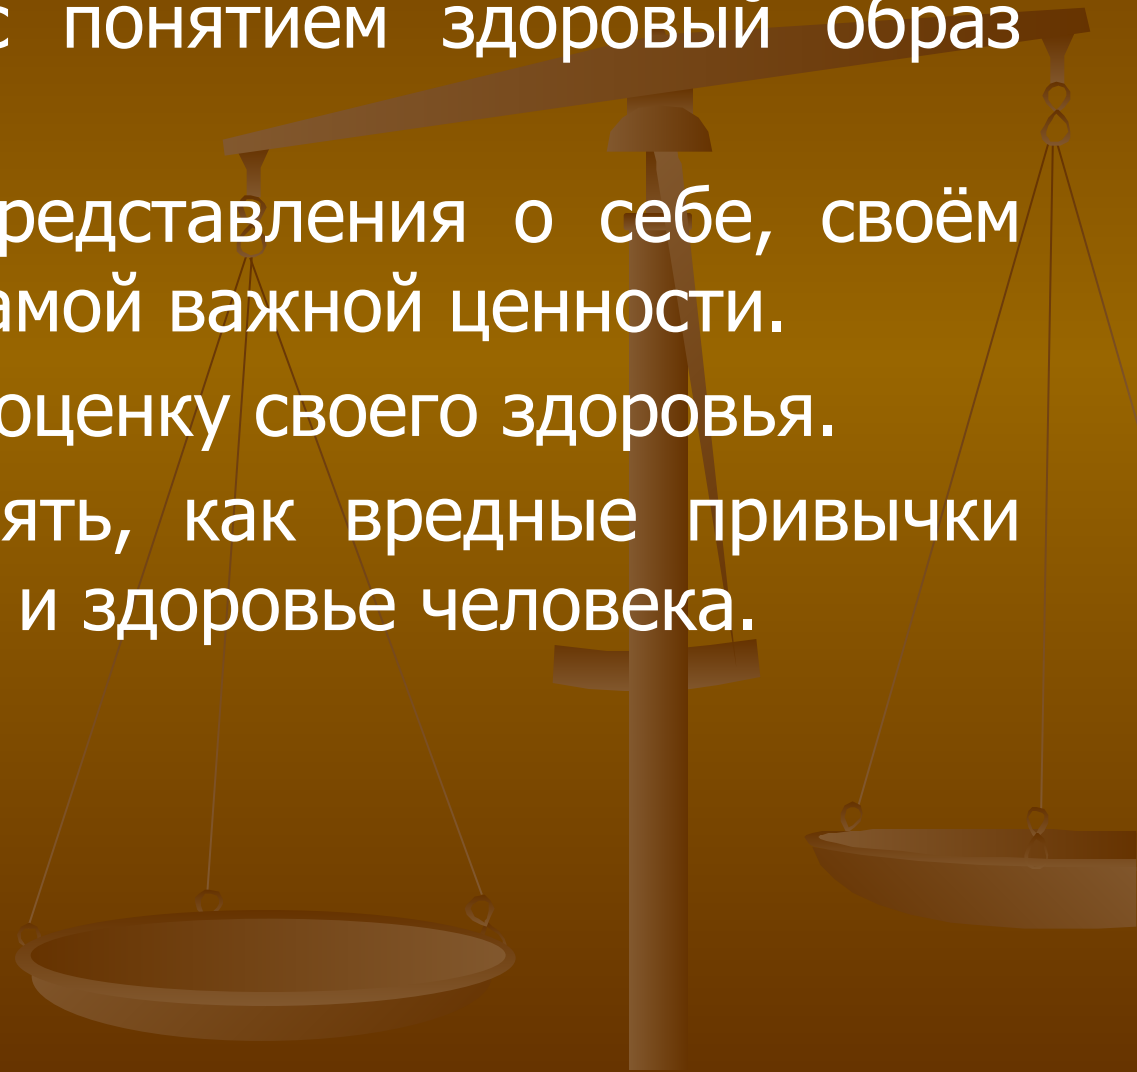 с понятием здоровый образ
редставления о себе, своём
амой важной ценности.
оценку своего здоровья.
ять, как вредные привычки
и здоровье человека.